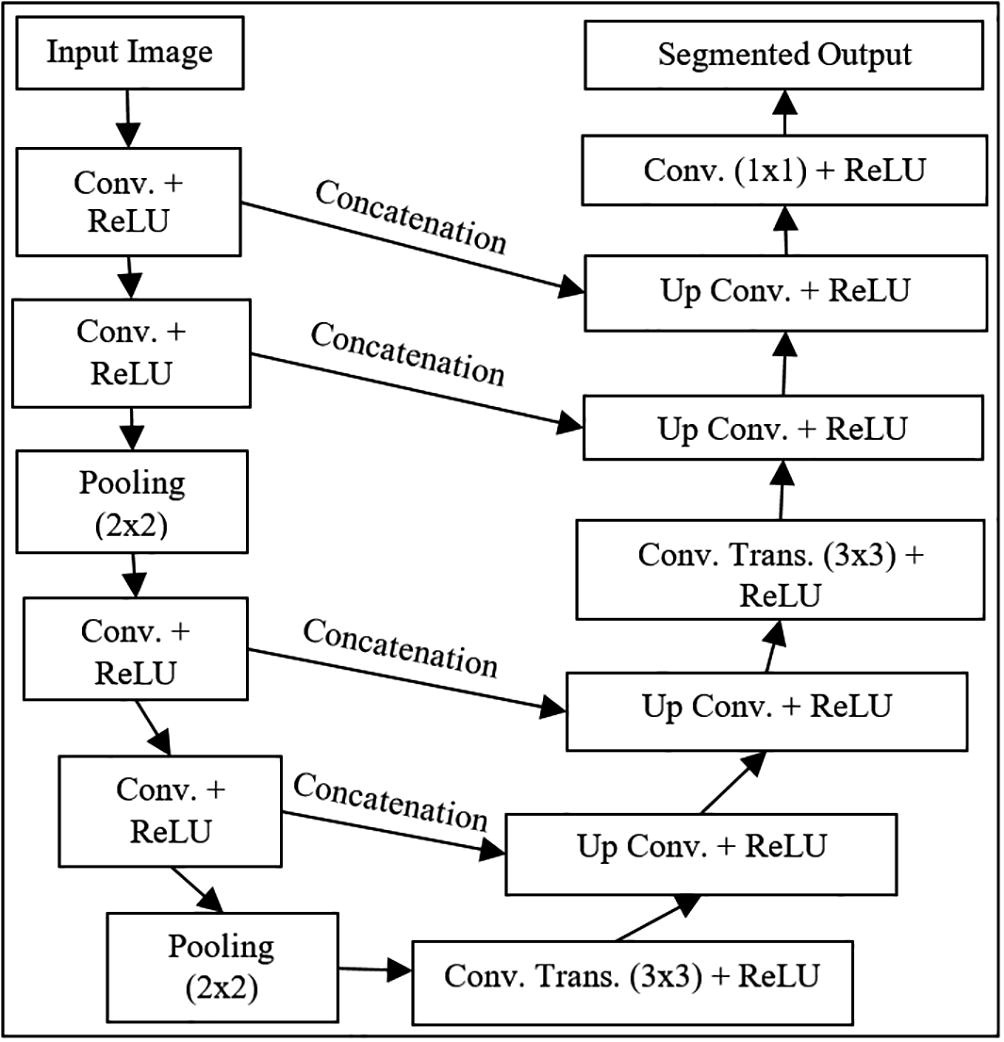 Input Image
Conv. +
ReLU
Conv. +
ReLU
Pooling
(2x2)
Conv. +
ReLU
Conv. +
ReLU
Pooling
(2x2)
Concatenation
Concatenation
Concatenation
Concatenation
Segmented Output
Conv. (1x1) + ReLU
Up Conv. + ReLU
Up Conv. + ReLU
Conv. Trans. (3x3) +
ReLU
Up Conv. + ReLU
Up Conv. + ReLU
Conv. Trans. (3x3) + ReLU